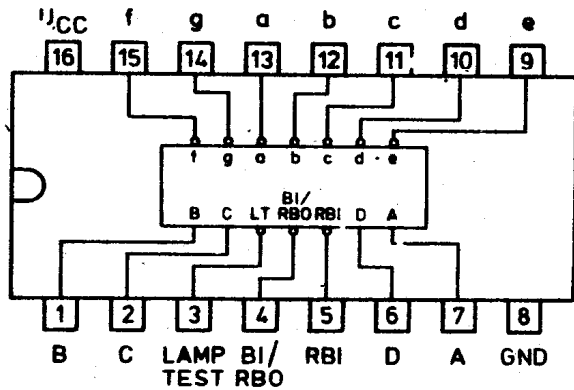 UCC f g a b c d e
16 15 14 13 12 11 10 9
f g a b c d e
BI/
B C LT RBO RBI D A
1 2 3 4 5 6 7 8
B C LAMP BI/ RBI D A GND
TEST RBO